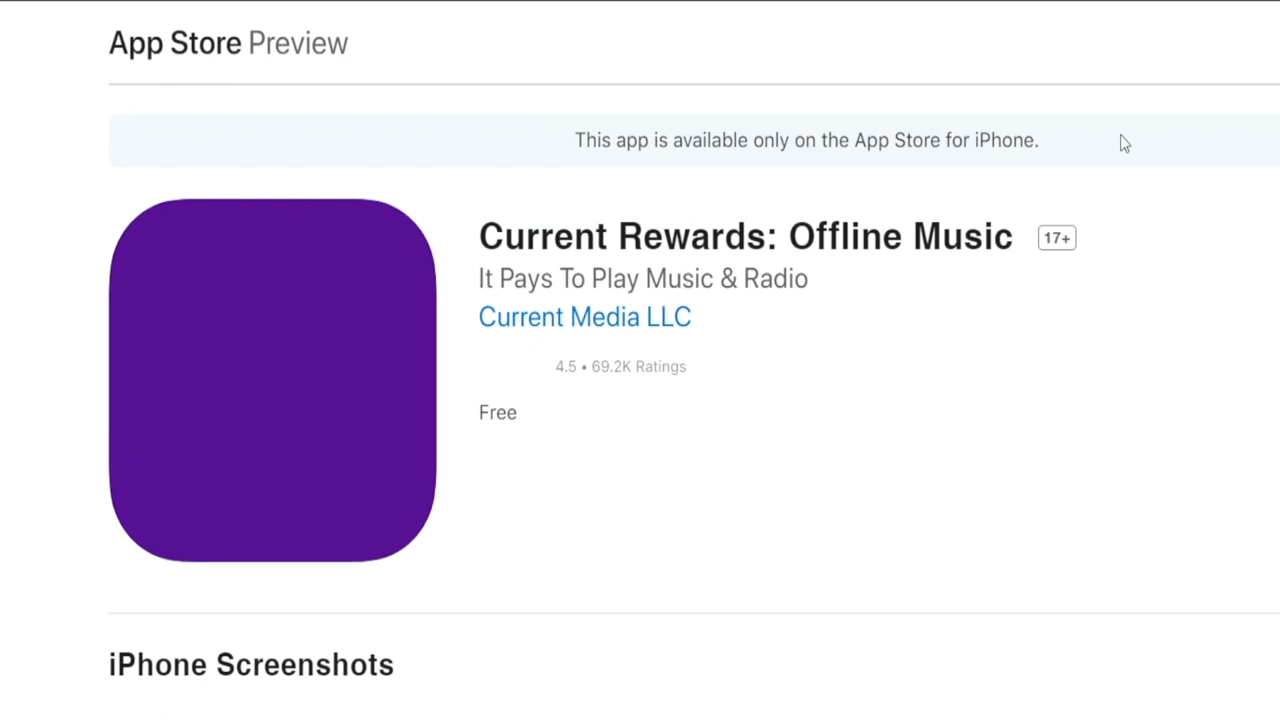 App Store Preview
This app is available only on the App Store for iPhone.
Current Rewards: Offline Music 17+
It Pays To Play Music & Radio
Current Media LLC
4.5 • 69.2K Ratings
Free
iPhone Screenshots